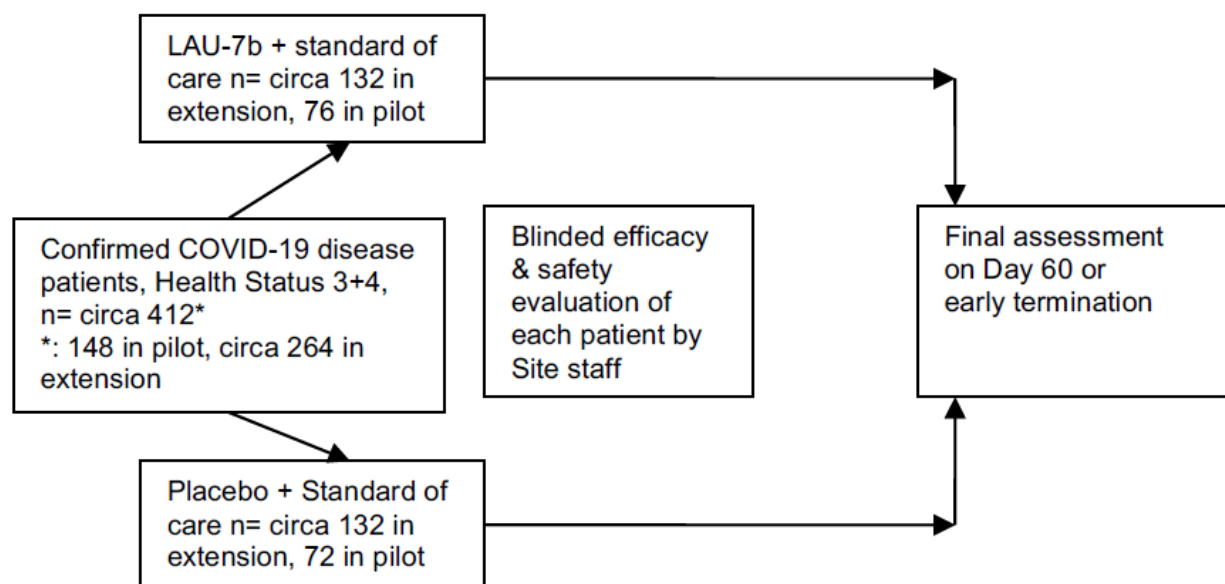 LAU-7b + standard of
care n= circa 132 in
extension, 76 in pilot
Confirmed COVID-19 disease
patients, Health Status 3+4,
n= circa 412*
*: 148 in pilot, circa 264 in
extension
Blinded efficacy
& safety
evaluation of
each patient by
Site staff
Final assessment
on Day 60 or
early termination
Placebo + Standard of
care n= circa 132 in
extension, 72 in pilot